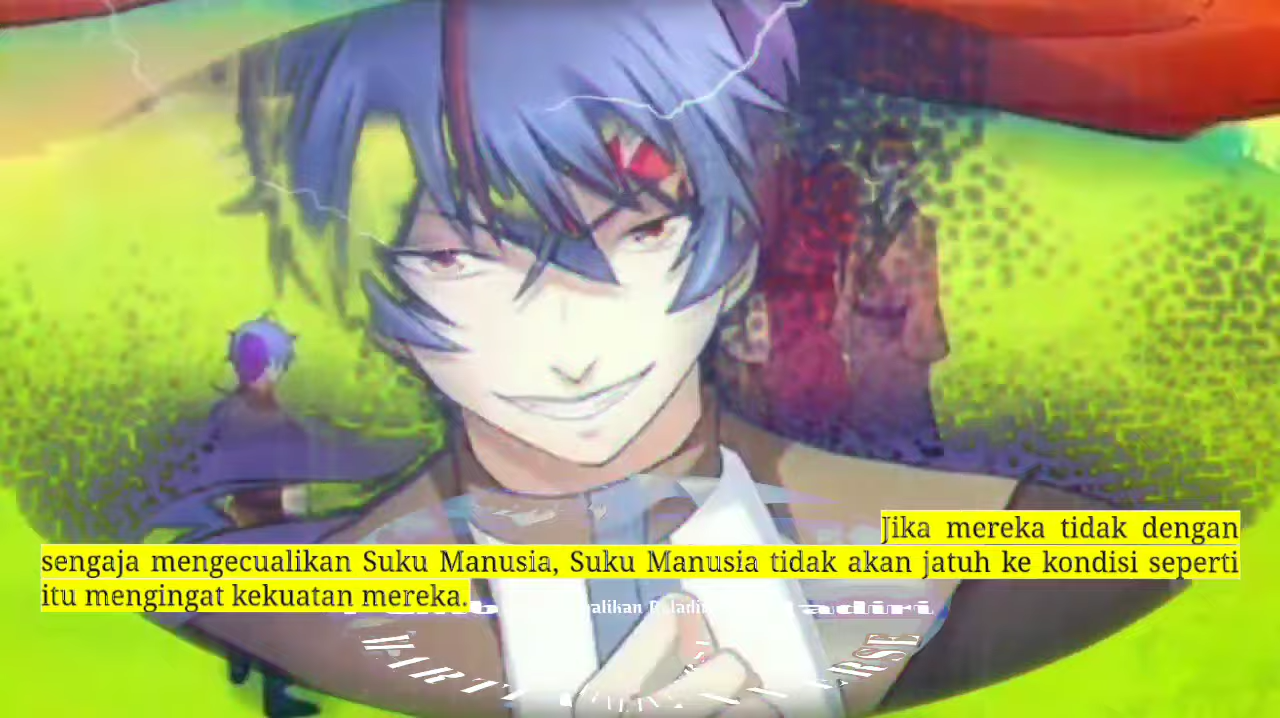 Jika mereka tidak dengan
sengaja mengecualikan Suku Manusia, Suku Manusia tidak akan jatuh ke kondisi seperti
itu mengingat kekuatan mereka.